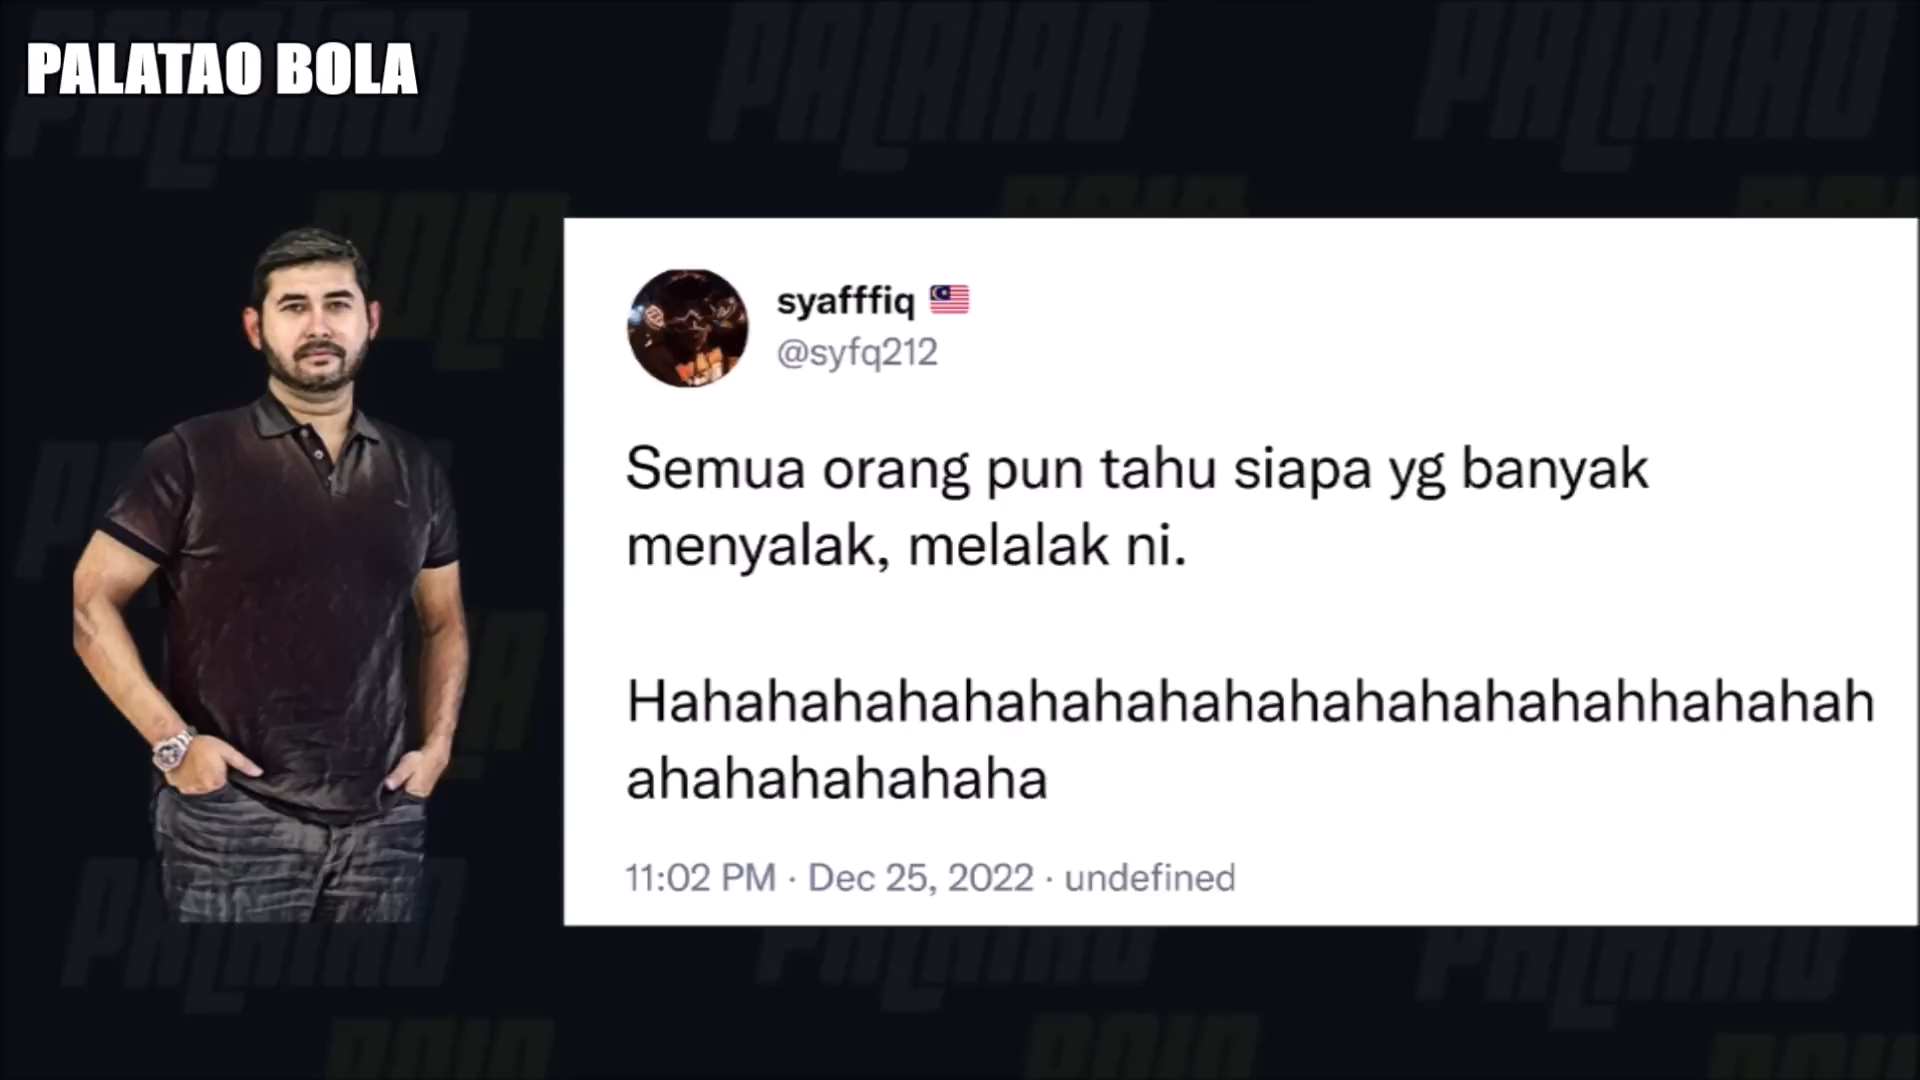 PALATAO BOLA
syafffiq
@syfq212
Semua orang pun tahu siapa yg banyak
menyalak, melalak ni.
Hahahahahahahahahahahahahahahahhahahah
ahahahahahaha
11:02 PM · Dec 25, 2022 · undefined